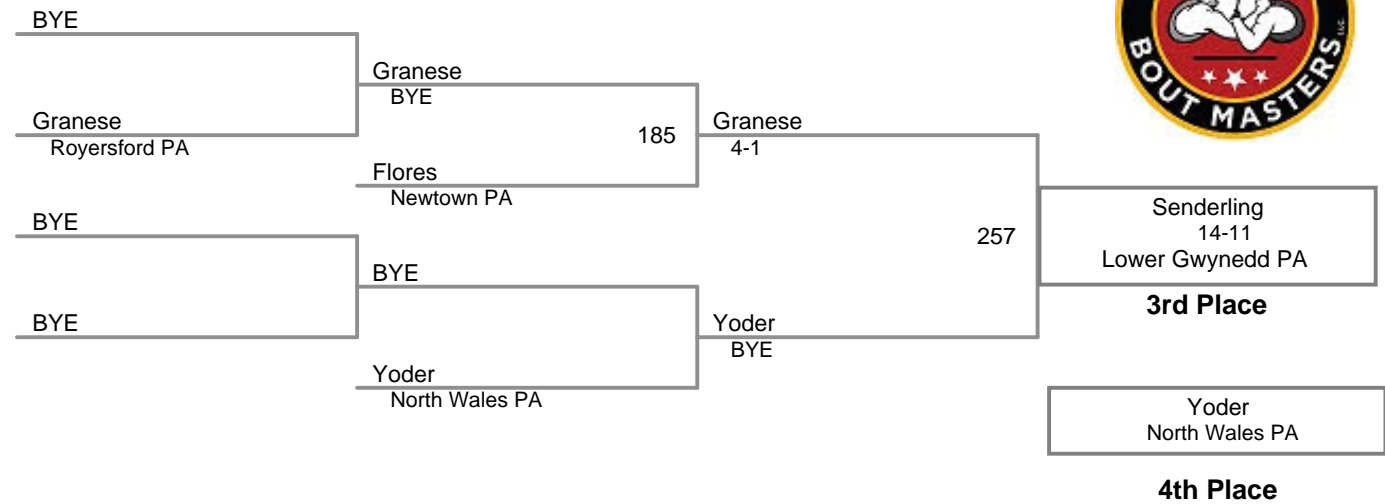 BYE
Granese
BYE
Granese
Royersford PA
185
Granese
4-1
Flores
Newtown PA
BYE
BYE
BYE
Yoder
North Wales PA
Yoder
BYE
257
Senderling
14-11
Lower Gwynedd PA
3rd Place
Yoder
North Wales PA
4th Place
BOUT MASTERS